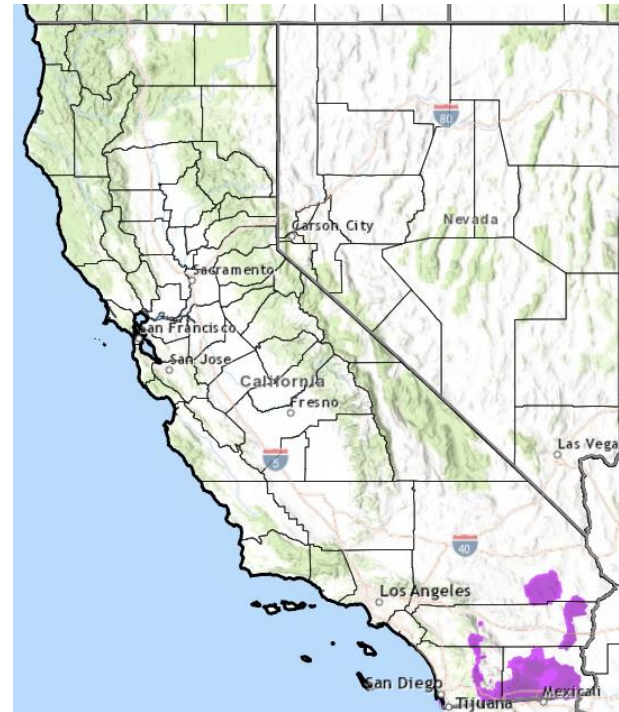 80
Nevada
Carson City
Sacramento
San Francisco
San Jose
California
Fresno
5
Las Vega
40
Los Angeles
San Diego
Mexicali
Tijuana